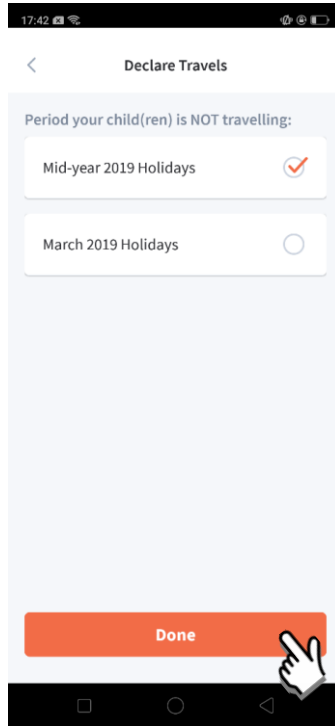 17:42
Declare Travels
Period your child(ren) is NOT travelling:
Mid-year 2019 Holidays
March 2019 Holidays
Done